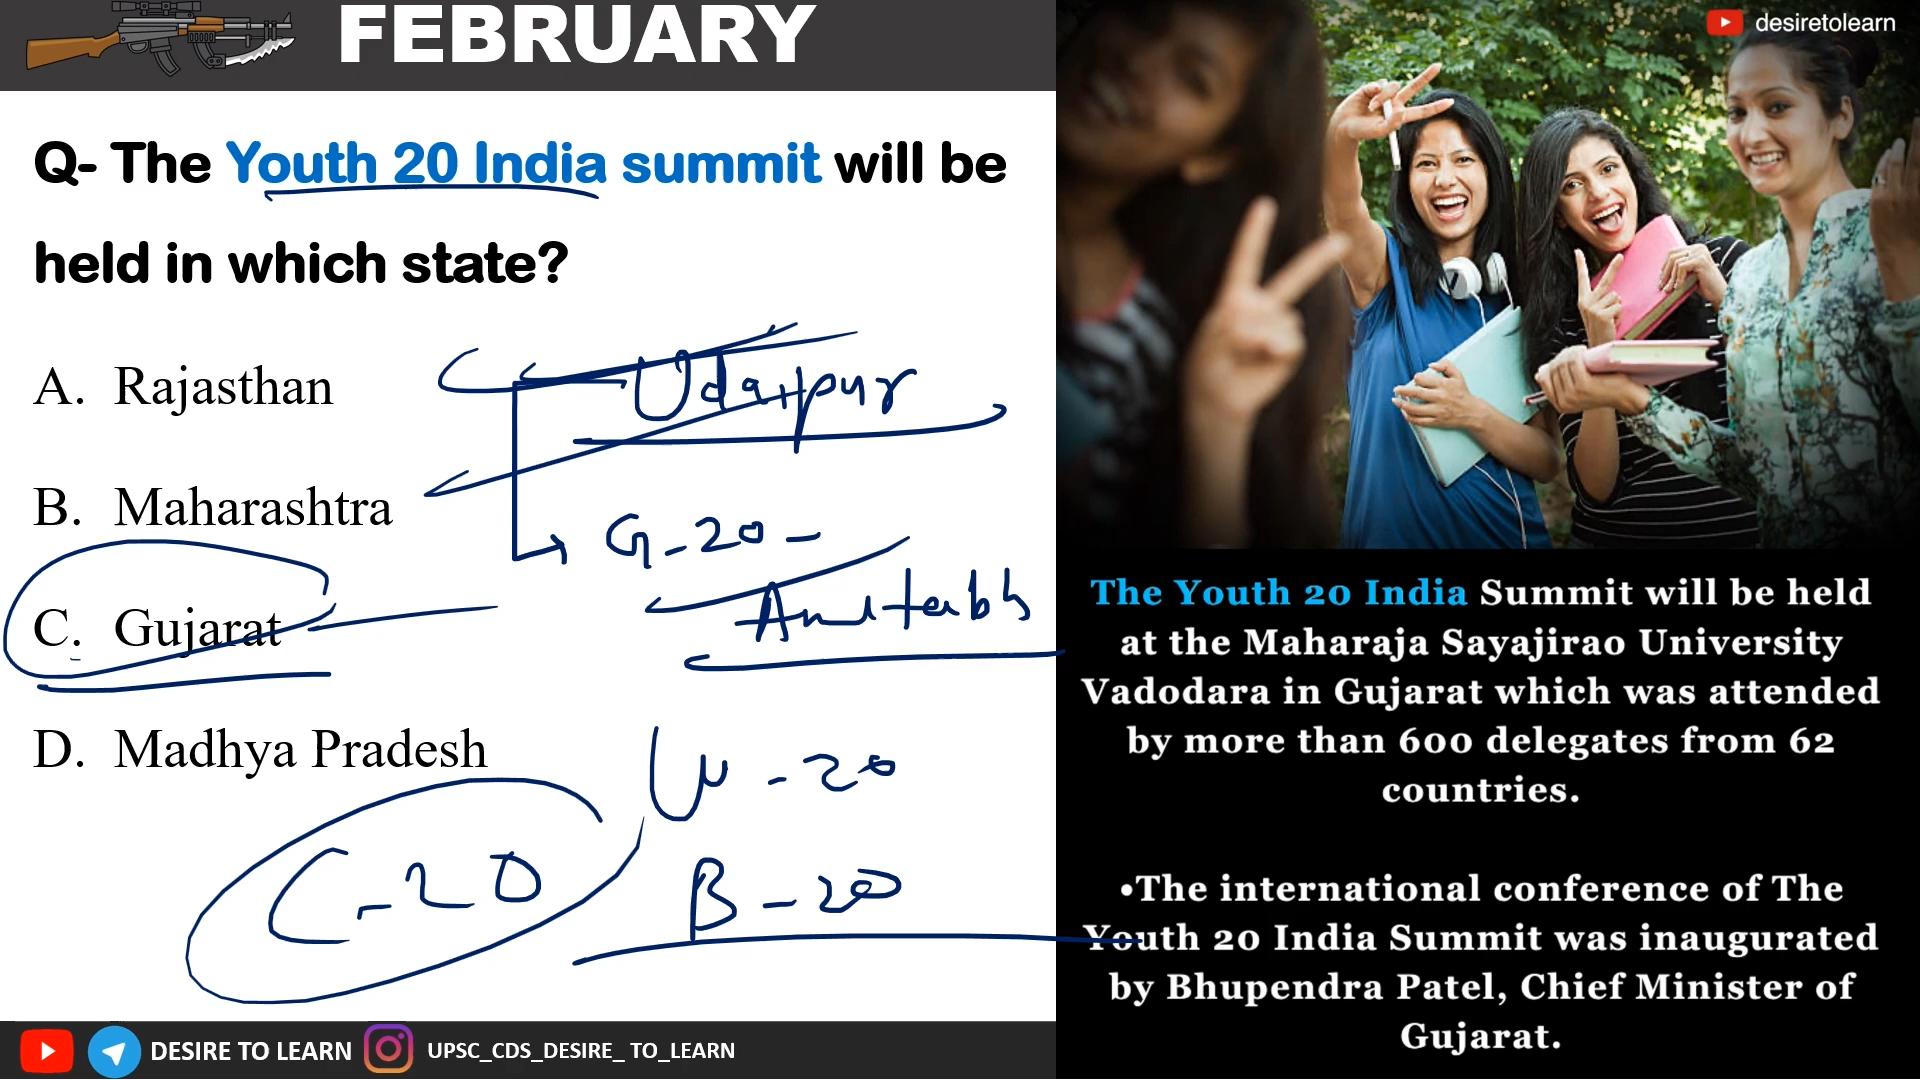 FEBRUARY
Q- The Youth 20 India summit will be
held in which state?
A. Rajasthan
B. Maharashtra
C. Gujarat
D. Madhya Pradesh
Udaipur
G-20-
U-20
C-20
B-20
desiretolearn
The Youth 20 India Summit will be held
at the Maharaja Sayajirao University
Vadodara in Gujarat which was attended
by more than 600 delegates from 62
countries.
•The international conference of The
Youth 20 India Summit was inaugurated
by Bhupendra Patel, Chief Minister of
Gujarat.
DESIRE TO LEARN
UPSC_CDS_DESIRE_ TO_LEARN